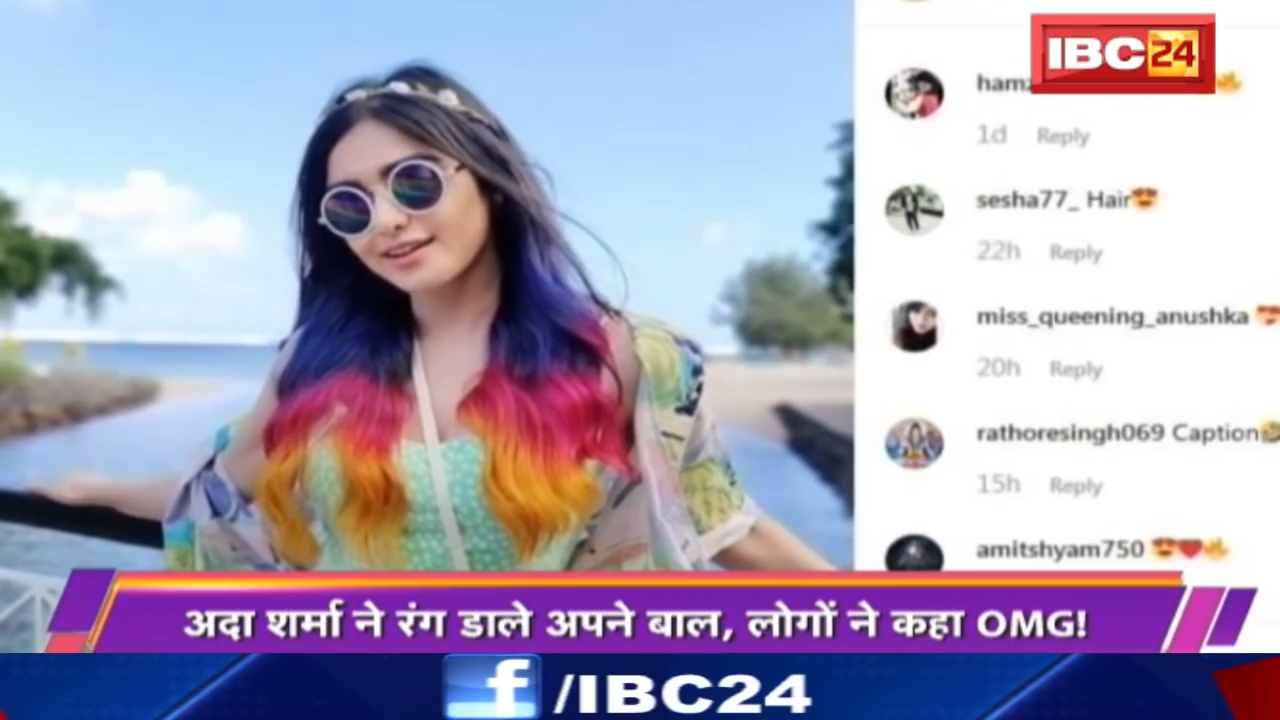 IBC24
1d Reply
sesha77_ Hair😍
22h Reply
miss_queening_anushka 😍
20h Reply
rathoresingh069 Caption
15h Reply
amitshyam750 😍❤️🔥
अदा शर्मा ने रंग डाले अपने बाल, लोगों ने कहा OMG!
f/IBC24